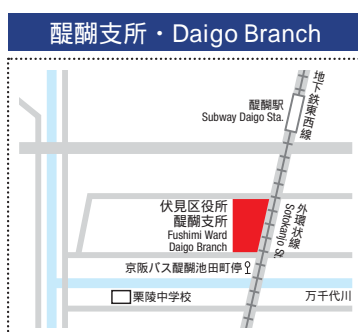 醍醐支所・Daigo Branch
地下鉄東西線
醍醐駅
Subway Daigo Sta.
伏見区役所
醍醐支所
Fushimi Ward
Daigo Branch
外環状線
Sotokanjo St.
京阪バス醍醐池田町停
栗陵中学校
万千代川